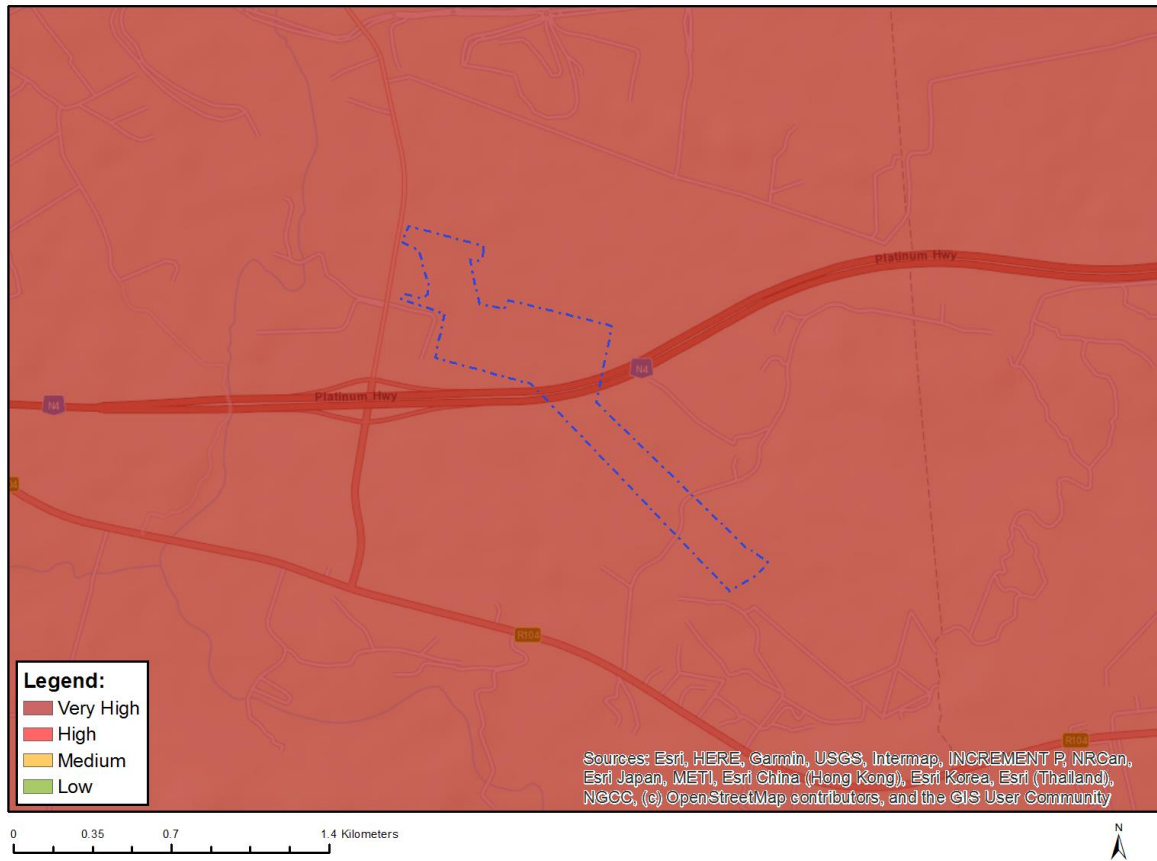 Platinum Hwy
N4
N4
Platinum Hwy
04
R104
R104
Legend:
Very High
High
Medium
Low
Sources: Esri, HERE, Garmin, USGS, Intermap, INCREMENT P, NRCan,
Esri Japan, METI, Esri China (Hong Kong), Esri Korea, Esri (Thailand),
NGCC, (c) OpenStreetMap contributors, and the GIS User Community
0 0.35 0.7 1.4 Kilometers
N